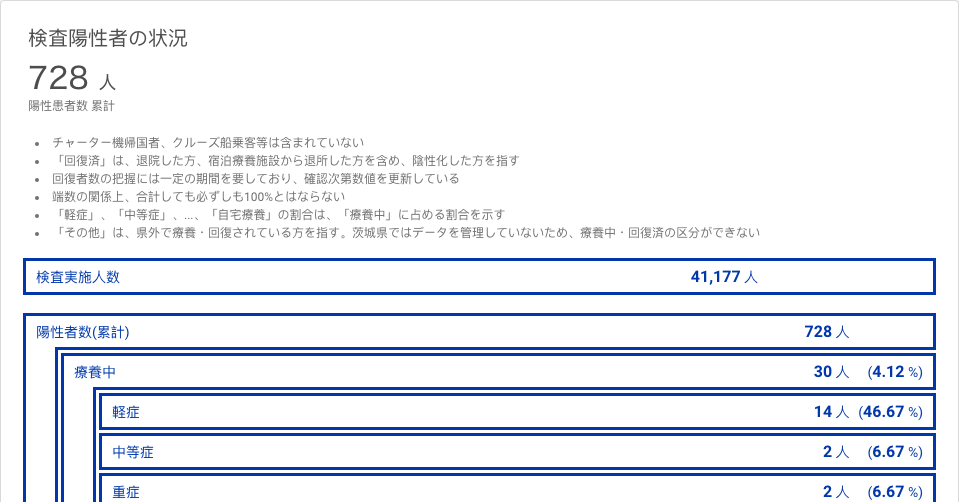 検査陽性者の状況
728 人
陽性患者数 累計
チャーター機帰国者、クルーズ船乗客等は含まれていない
「回復済」は、退院した方、宿泊療養施設から退所した方を含め、陰性化した方を指す
回復者数の把握には一定の期間を要しており、確認次第数値を更新している
端数の関係上、合計しても必ずしも100%とはならない
「軽症」、「中等症」、...、「自宅療養」の割合は、「療養中」に占める割合を示す
「その他」は、県外で療養・回復されている方を指す。茨城県ではデータを管理していないため、療養中・回復済の区分ができない
検査実施人数 41,177 人
陽性者数(累計) 728 人
療養中 30 人 (4.12 %)
軽症 14 人 (46.67 %)
中等症 2 人 (6.67 %)
重症 2 人 (6.67 %)